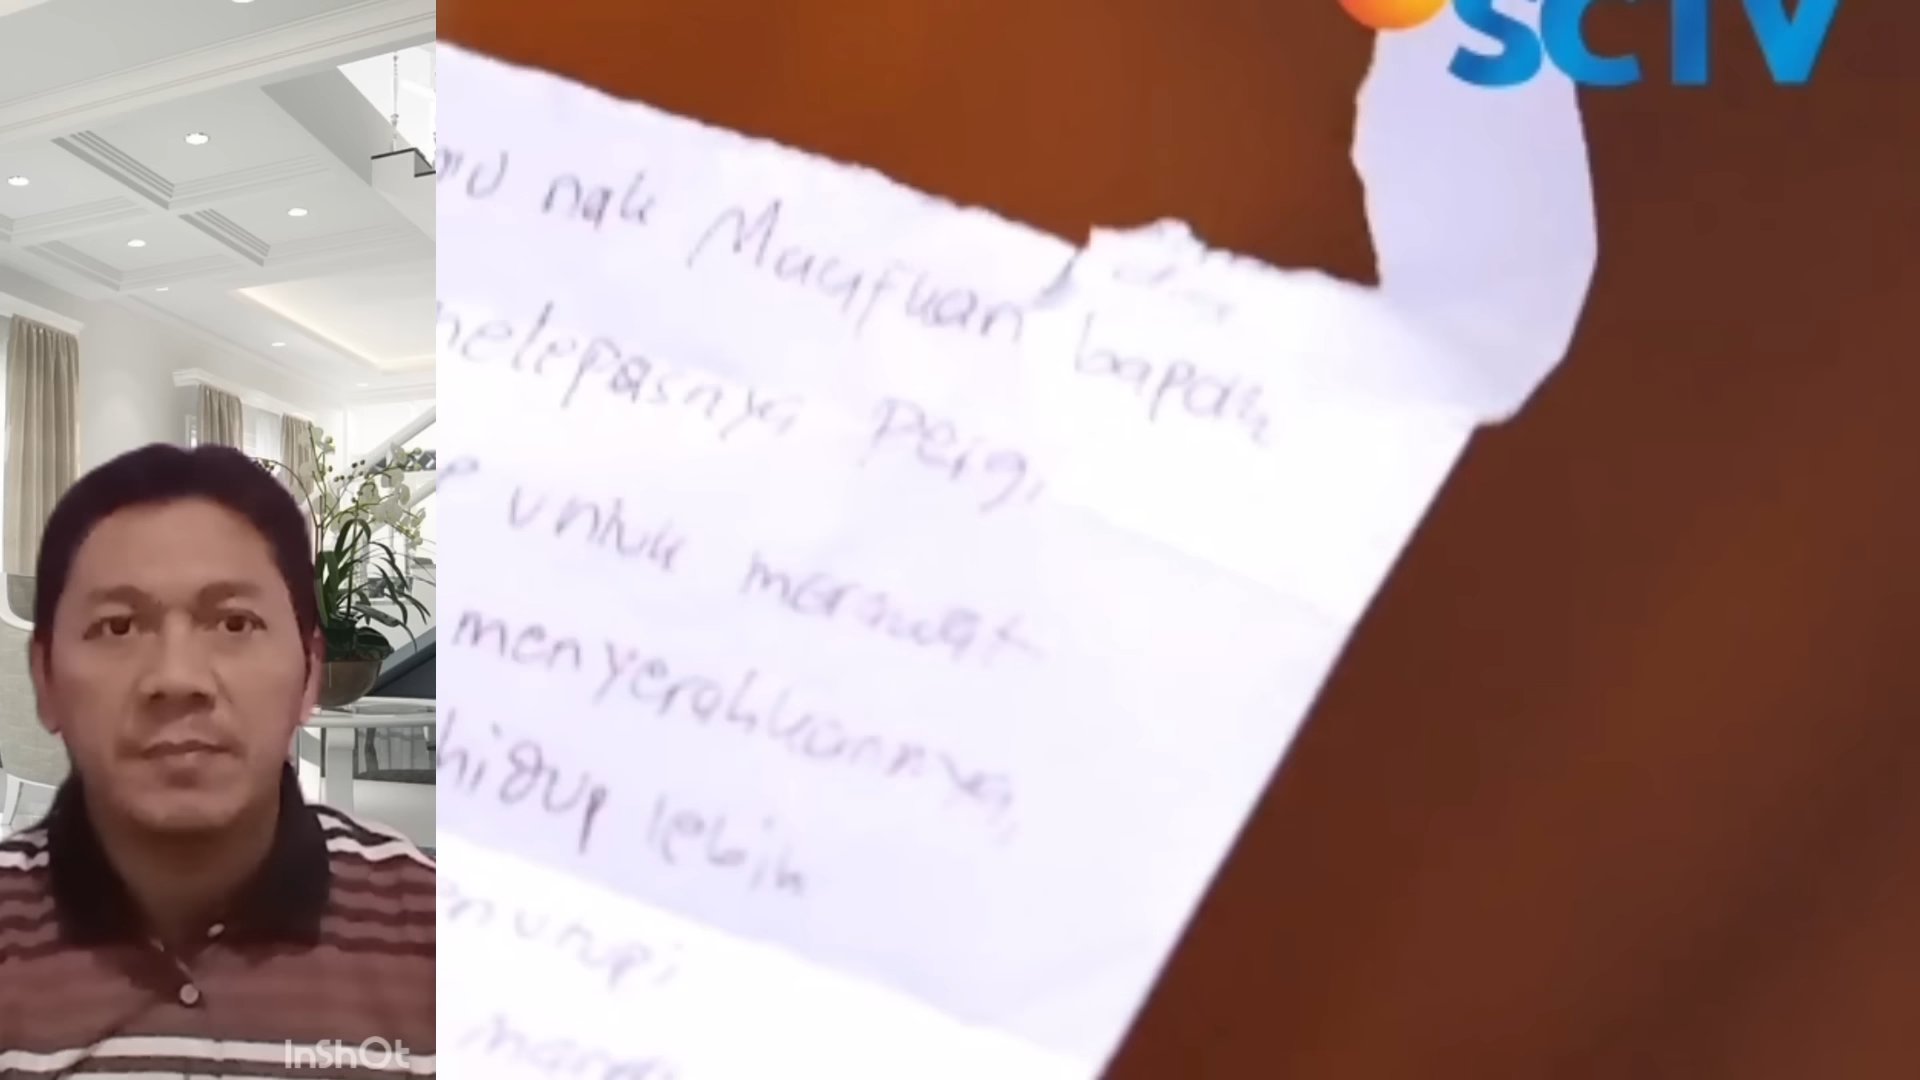 SCTV
nak Maafkan bapak
melepasnya pergi
untuk merawat
menyerahkannya,
hidup lebih
InShOt